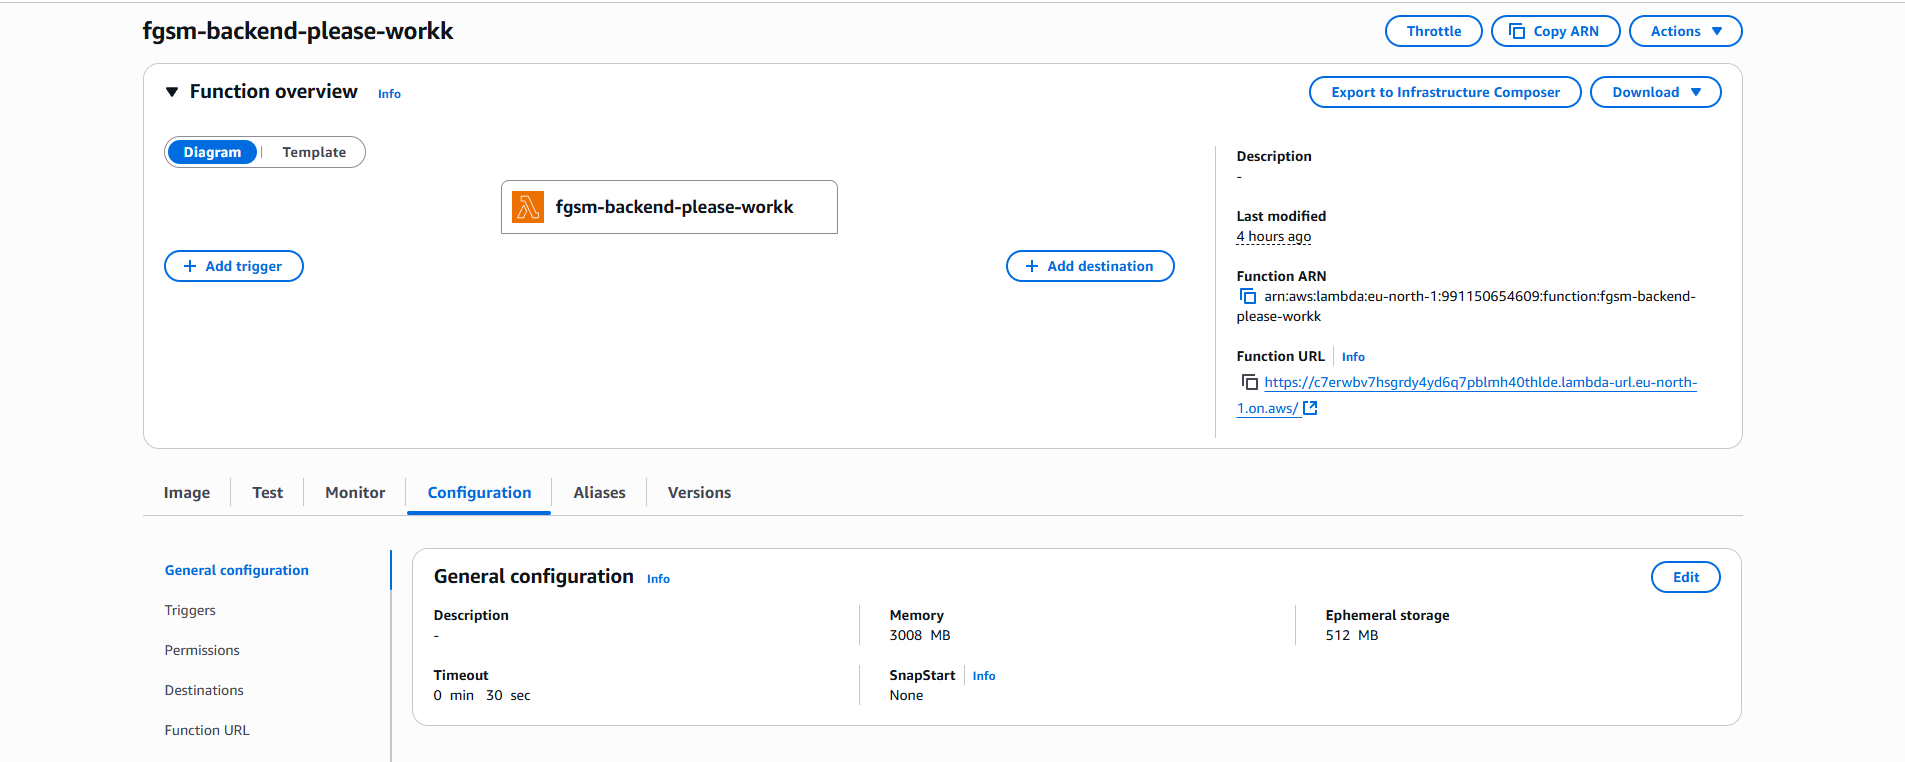 fgsm-backend-please-workk
Throttle
Copy ARN
Actions
Function overview
Info
Export to Infrastructure Composer
Download
Diagram
Template
fgsm-backend-please-workk
Add trigger
Add destination
Description
-
Last modified
4 hours ago
Function ARN
arn:aws:lambda:eu-north-1:991150654609:function:fgsm-backend-
please-workk
Function URL
Info
https://c7erwbv7hsgrdy4yd6q7pblmh40thlde.lambda-url.eu-north-
1.on.aws/
Image
Test
Monitor
Configuration
Aliases
Versions
General configuration
Triggers
Permissions
Destinations
Function URL
General configuration
Info
Edit
Description
-
Memory
3008 MB
Ephemeral storage
512 MB
Timeout
0 min 30 sec
SnapStart
Info
None